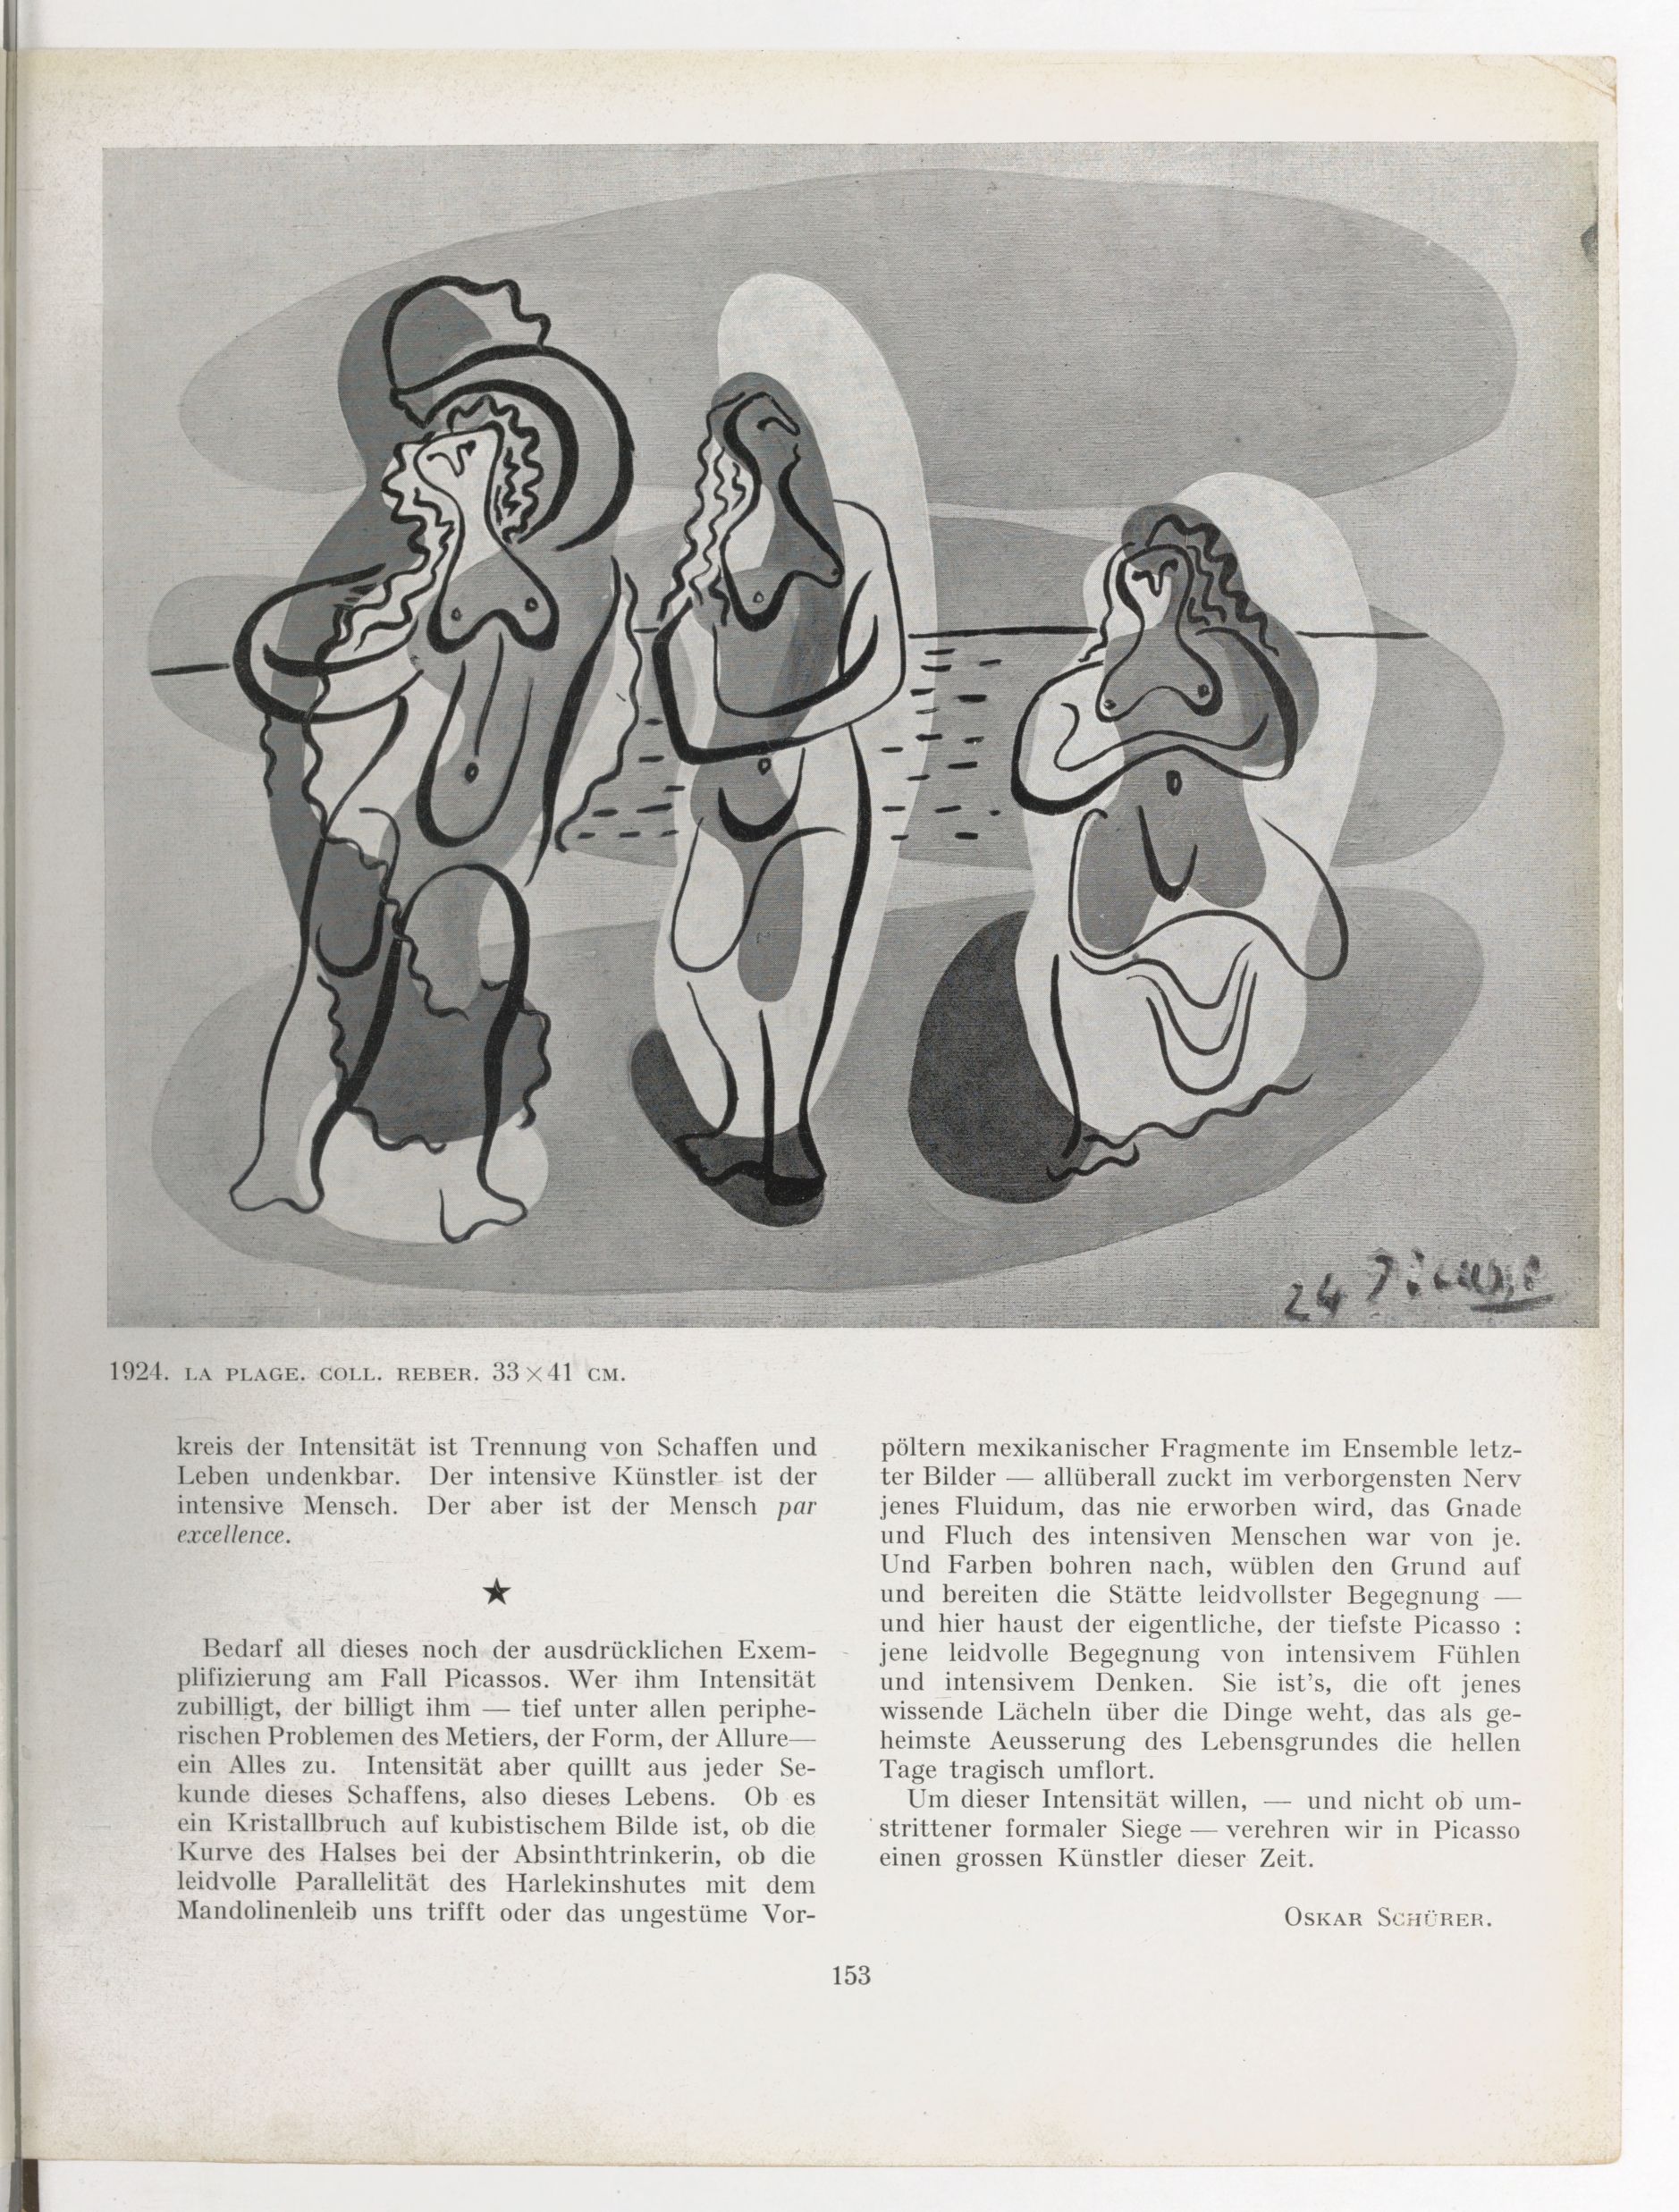 24 Picasso
1924. LA PLAGE. COLL. REBER. 33 × 41 CM.
kreis der Intensität ist Trennung von Schaffen und
Leben undenkbar. Der intensive Künstler ist der
intensive Mensch. Der aber ist der Mensch par
excellence.
★
Bedarf all dieses noch der ausdrücklichen Exem-
plifizierung am Fall Picassos. Wer ihm Intensität
zubilligt, der billigt ihm — tief unter allen periphe-
rischen Problemen des Metiers, der Form, der Allure—
ein Alles zu. Intensität aber quillt aus jeder Se-
kunde dieses Schaffens, also dieses Lebens. Ob es
ein Kristallbruch auf kubistischem Bilde ist, ob die
Kurve des Halses bei der Absinthtrinkerin, ob die
leidvolle Parallelität des Harlekinshutes mit dem
Mandolinenleib uns trifft oder das ungestüme Vor-
pöltern mexikanischer Fragmente im Ensemble letz-
ter Bilder — allüberall zuckt im verborgensten Nerv
jenes Fluidum, das nie erworben wird, das Gnade
und Fluch des intensiven Menschen war von je.
Und Farben bohren nach, wüblen den Grund auf
und bereiten die Stätte leidvollster Begegnung —
und hier haust der eigentliche, der tiefste Picasso :
jene leidvolle Begegnung von intensivem Fühlen
und intensivem Denken. Sie ist's, die oft jenes
wissende Lächeln über die Dinge weht, das als ge-
heimste Aeusserung des Lebensgrundes die hellen
Tage tragisch umflort.
Um dieser Intensität willen, — und nicht ob um-
strittener formaler Siege — verehren wir in Picasso
einen grossen Künstler dieser Zeit.
OSKAR SCHÜRER.
153